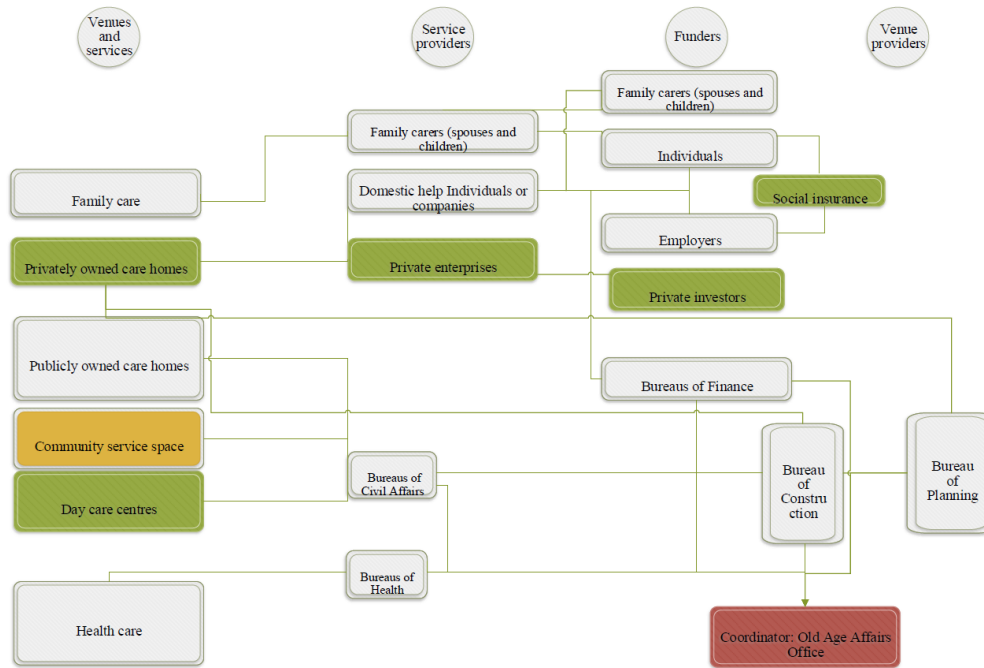 Venues
and
services
Service
providers
Funders
Venue
providers
Family carers (spouses and
children)
Family carers (spouses and
children)
Individuals
Family care
Domestic help Individuals or
companies
Social insurance
Employers
Privately owned care homes
Private enterprises
Private investors
Publicly owned care homes
Bureaus of Finance
Community service space
Bureaus of
Civil Affairs
Bureau
of
Construc
tion
Bureau
of
Planning
Day care centres
Bureaus of
Health
Health care
Coordinator: Old Age Affairs
Office